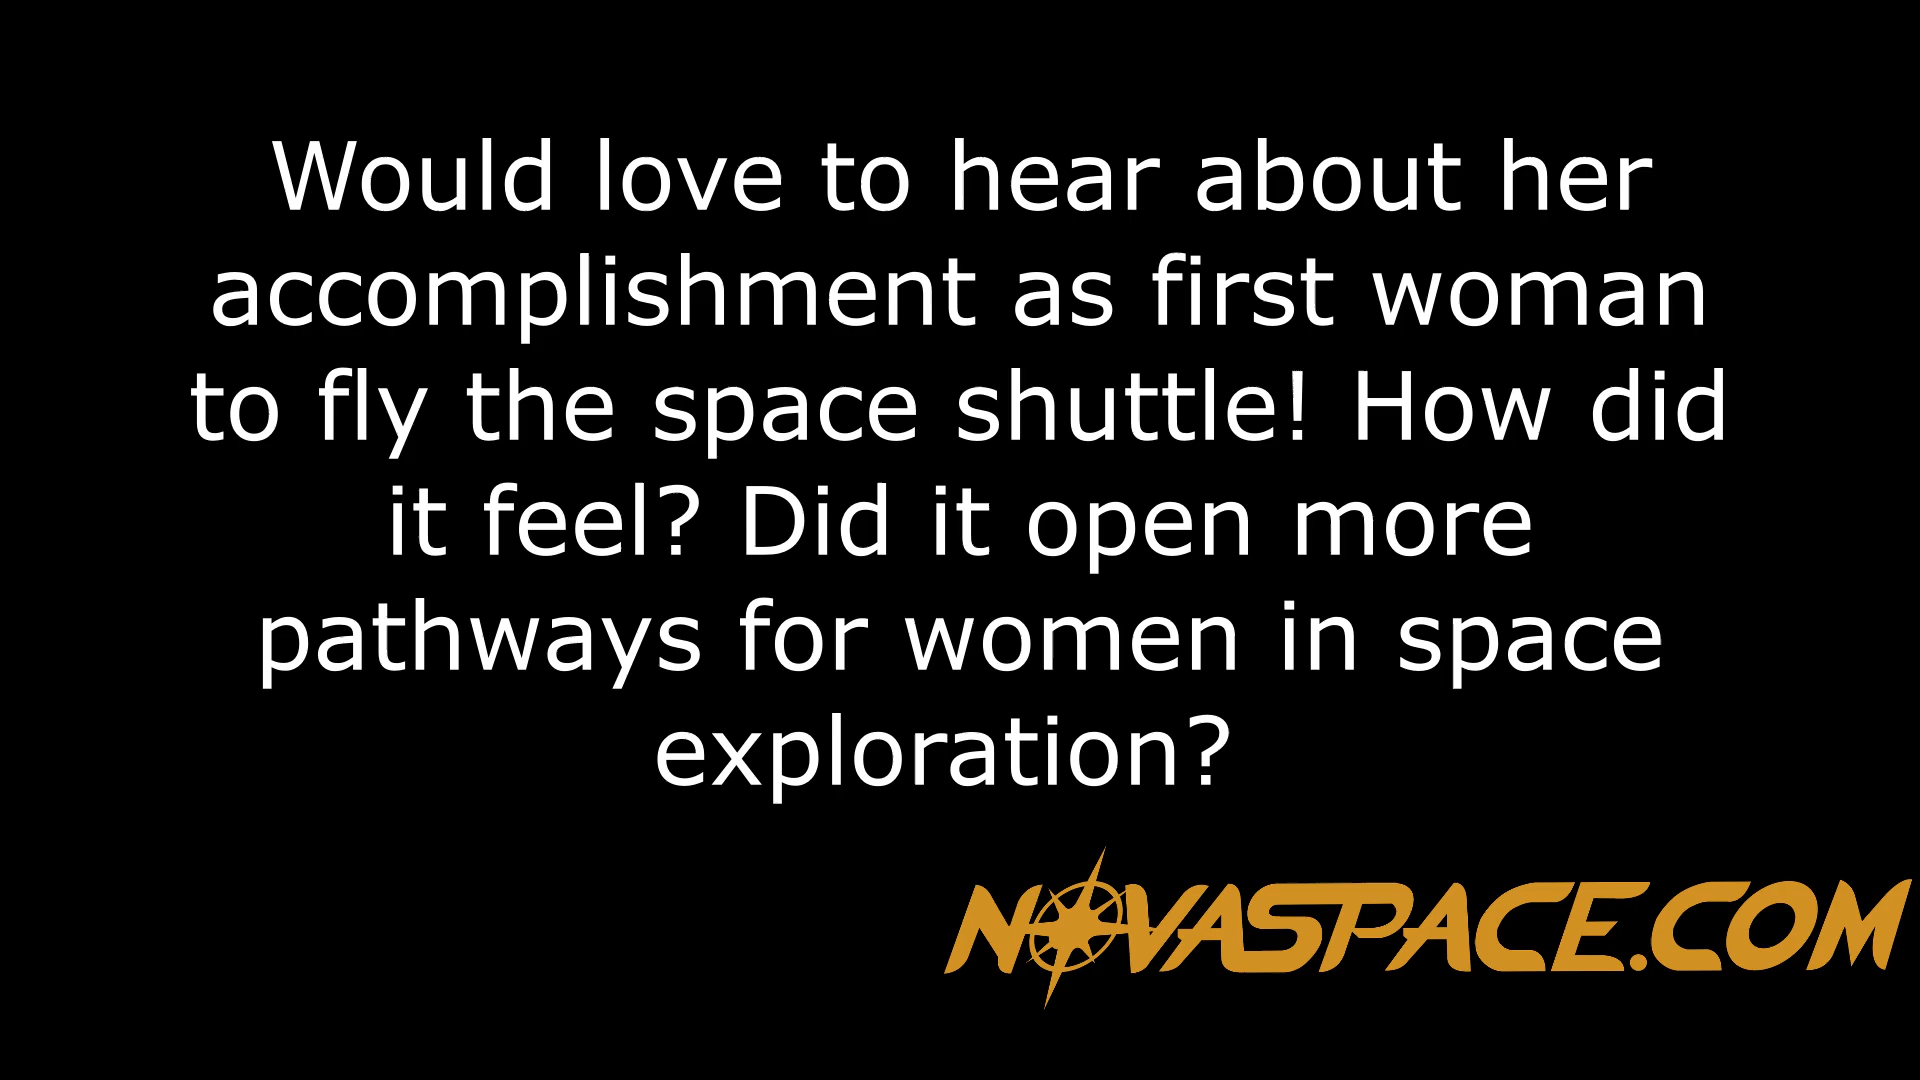 Would love to hear about her
accomplishment as first woman
to fly the space shuttle! How did
it feel? Did it open more
pathways for women in space
exploration?
NOVASPACE.COM